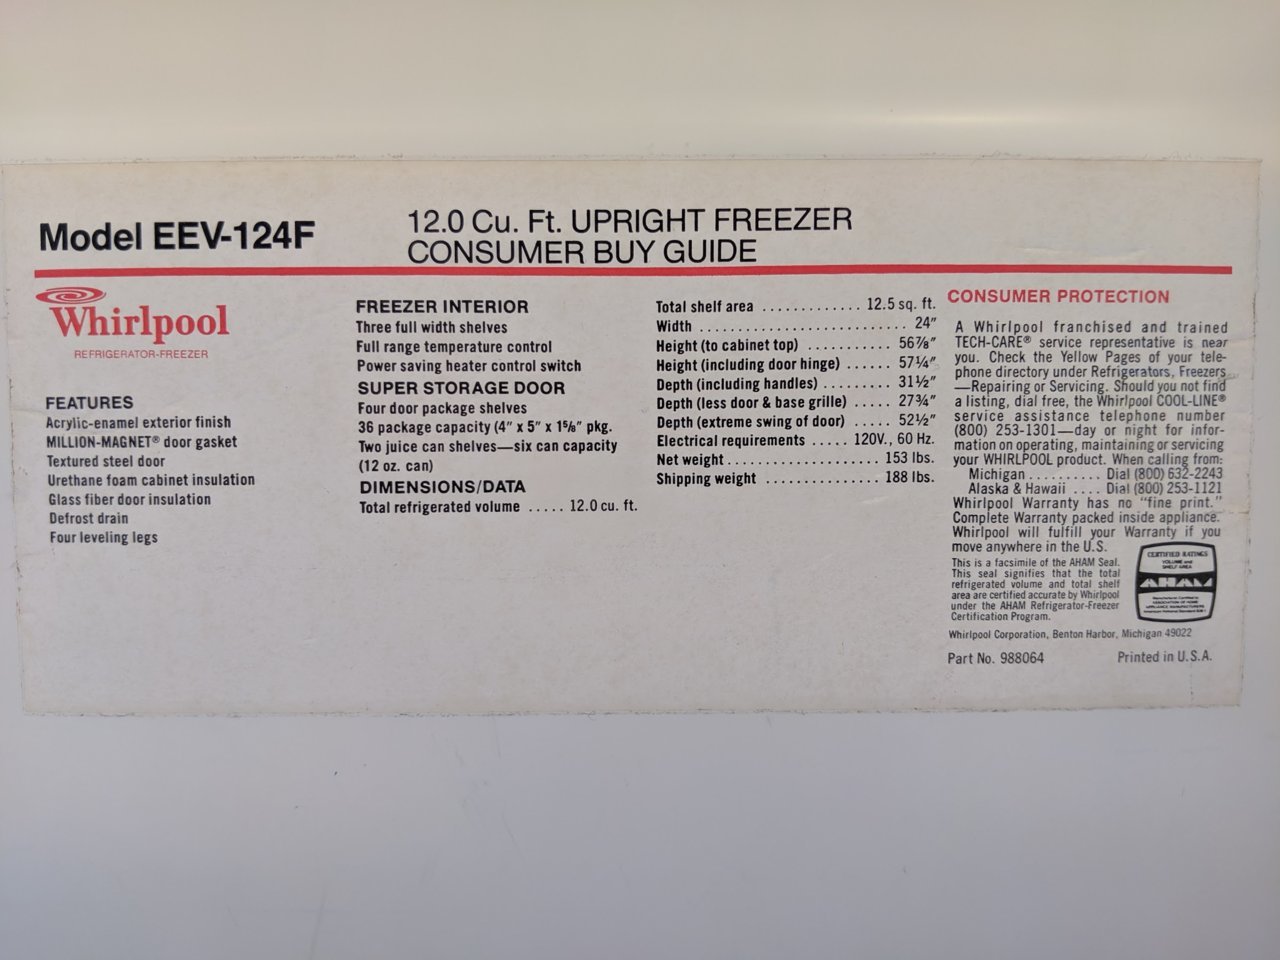 Model EEV-124F
12.0 Cu. Ft. UPRIGHT FREEZER
CONSUMER BUY GUIDE
Whirlpool
REFRIGERATOR-FREEZER
FEATURES
Acrylic-enamel exterior finish
MILLION-MAGNET® door gasket
Textured steel door
Urethane foam cabinet insulation
Glass fiber door insulation
Defrost drain
Four leveling legs
FREEZER INTERIOR
Three full width shelves
Full range temperature control
Power saving heater control switch
SUPER STORAGE DOOR
Four door package shelves
36 package capacity (4" x 5" x 1⅝" pkg.
Two juice can shelves—six can capacity
(12 oz. can)
DIMENSIONS/DATA
Total refrigerated volume ..... 12.0 cu. ft.
Total shelf area ............ 12.5 sq. ft.
Width .......................... 24"
Height (to cabinet top) ........... 56⅞"
Height (including door hinge) ...... 57¼"
Depth (including handles) ......... 31½"
Depth (less door & base grille) ..... 27¾"
Depth (extreme swing of door) ..... 52½"
Electrical requirements ..... 120V., 60 Hz.
Net weight .................... 153 lbs.
Shipping weight ............... 188 lbs.
CONSUMER PROTECTION
A Whirlpool franchised and trained
TECH-CARE® service representative is near
you. Check the Yellow Pages of your tele-
phone directory under Refrigerators, Freezers
—Repairing or Servicing. Should you not find
a listing, dial free, the Whirlpool COOL-LINE®
service assistance telephone number
(800) 253-1301—day or night for infor-
mation on operating, maintaining or servicing
your WHIRLPOOL product. When calling from:
Michigan .......... Dial (800) 632-2243
Alaska & Hawaii .... Dial (800) 253-1121
Whirlpool Warranty has no "fine print."
Complete Warranty packed inside appliance.
Whirlpool will fulfill your Warranty if you
move anywhere in the U.S.
This is a facsimile of the AHAM Seal.
This seal signifies that the total
refrigerated volume and total shelf
area are certified accurate by Whirlpool
under the AHAM Refrigerator-Freezer
Certification Program.
CERTIFIED RATINGS
VOLUME and
SHELF AREA
AHAM
Whirlpool Corporation, Benton Harbor, Michigan 49022
Part No. 988064
Printed in U.S.A.